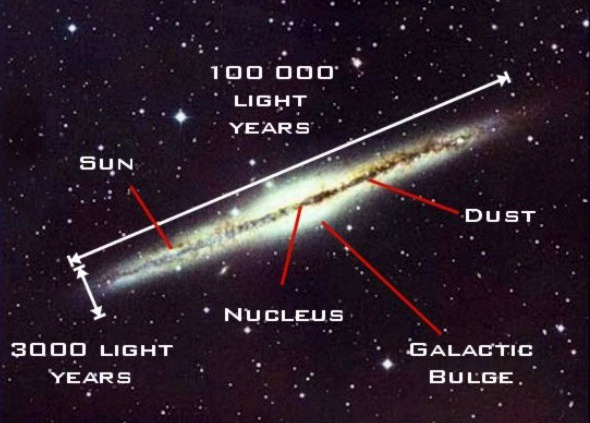 100 000
LIGHT
YEARS
SUN
DUST
NUCLEUS
3000 LIGHT
YEARS
GALACTIC
BULGE